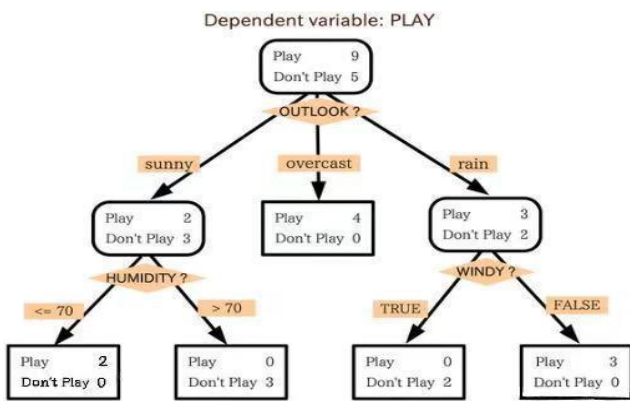 Dependent variable: PLAY
Play 9
Don't Play 5
OUTLOOK ?
sunny
overcast
rain
Play 2
Don't Play 3
Play 4
Don't Play 0
Play 3
Don't Play 2
HUMIDITY ?
WINDY ?
<= 70
> 70
TRUE
FALSE
Play 2
Don't Play 0
Play 0
Don't Play 3
Play 0
Don't Play 2
Play 3
Don't Play 0